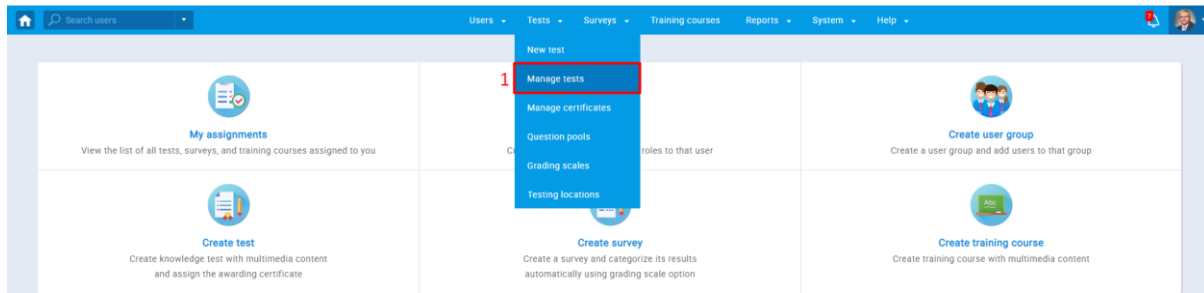 Search users
Users
Tests
Surveys
Training courses
Reports
System
Help
7
New test
1
Manage tests
Manage certificates
Question pools
Grading scales
Testing locations
My assignments
View the list of all tests, surveys, and training courses assigned to you
roles to that user
Create user group
Create a user group and add users to that group
Create test
Create knowledge test with multimedia content
and assign the awarding certificate
Create survey
Create a survey and categorize its results
automatically using grading scale option
Abc
Create training course
Create training course with multimedia content